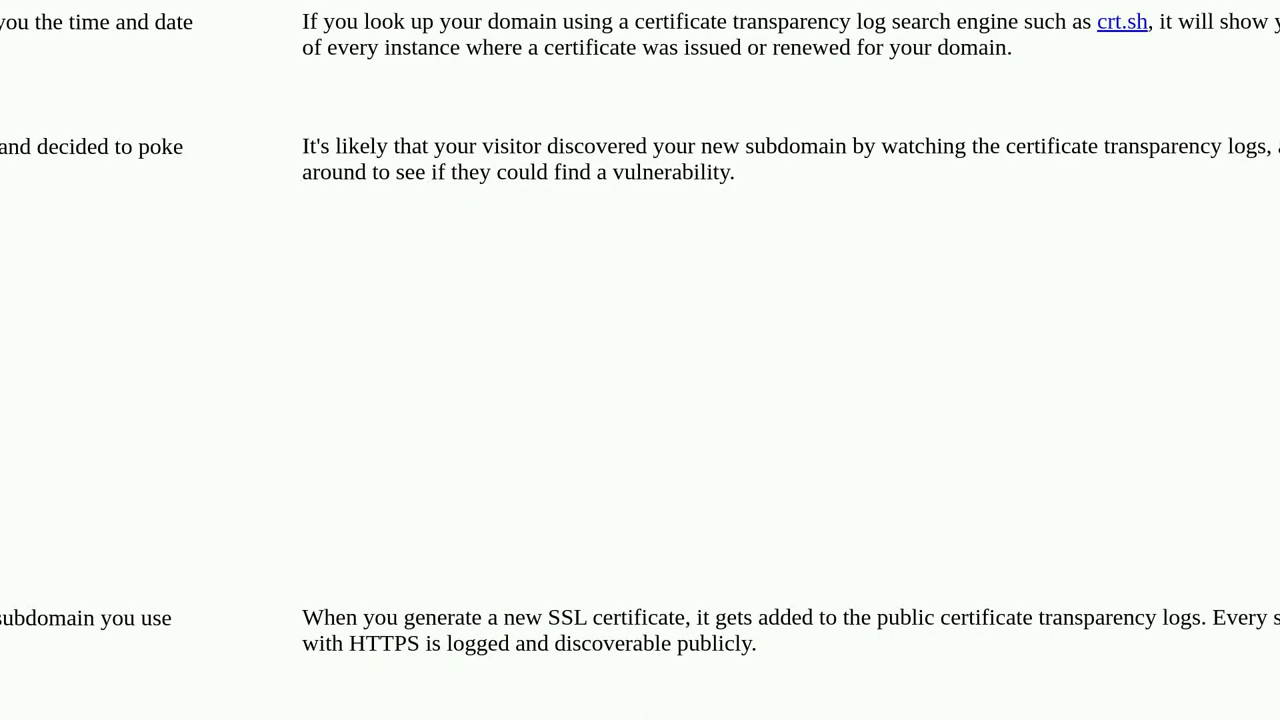 you the time and date
If you look up your domain using a certificate transparency log search engine such as crt.sh, it will show
of every instance where a certificate was issued or renewed for your domain.
and decided to poke
It's likely that your visitor discovered your new subdomain by watching the certificate transparency logs,
around to see if they could find a vulnerability.
subdomain you use
When you generate a new SSL certificate, it gets added to the public certificate transparency logs. Every
with HTTPS is logged and discoverable publicly.